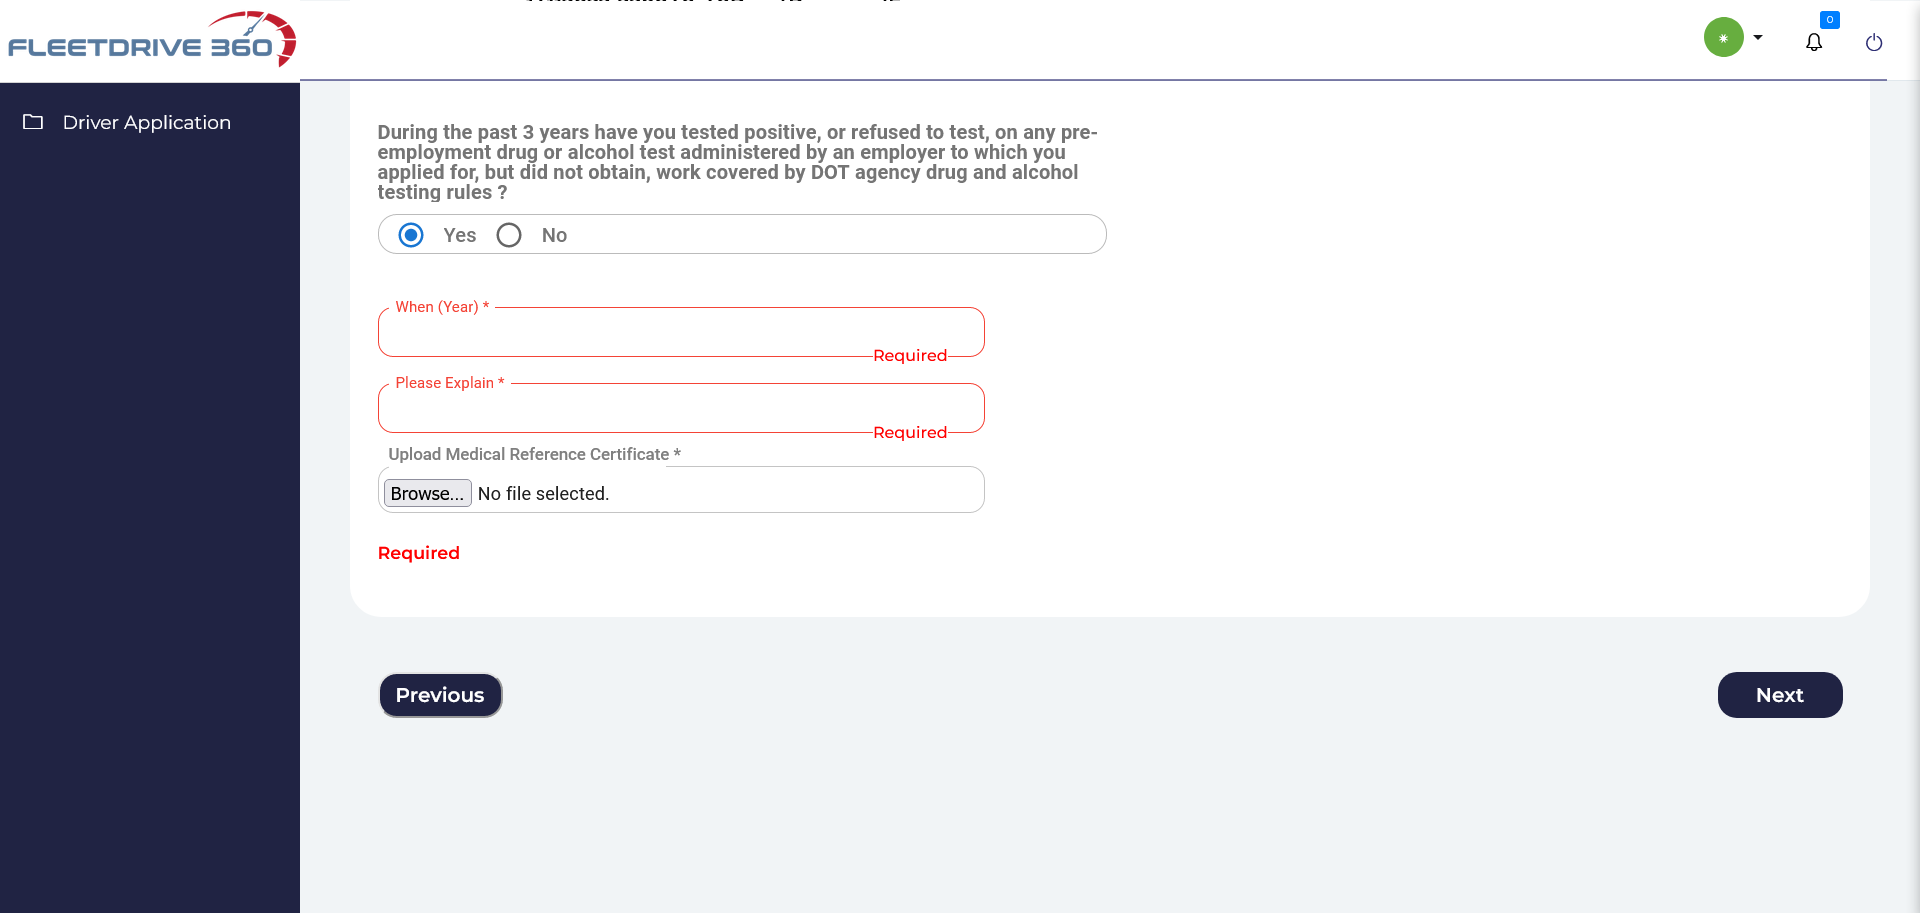 FLEETDRIVE 360
0
Driver Application
During the past 3 years have you tested positive, or refused to test, on any pre-
employment drug or alcohol test administered by an employer to which you
applied for, but did not obtain, work covered by DOT agency drug and alcohol
testing rules ?
Yes No
When (Year) *
Required
Please Explain *
Required
Upload Medical Reference Certificate *
Browse... No file selected.
Required
Previous Next